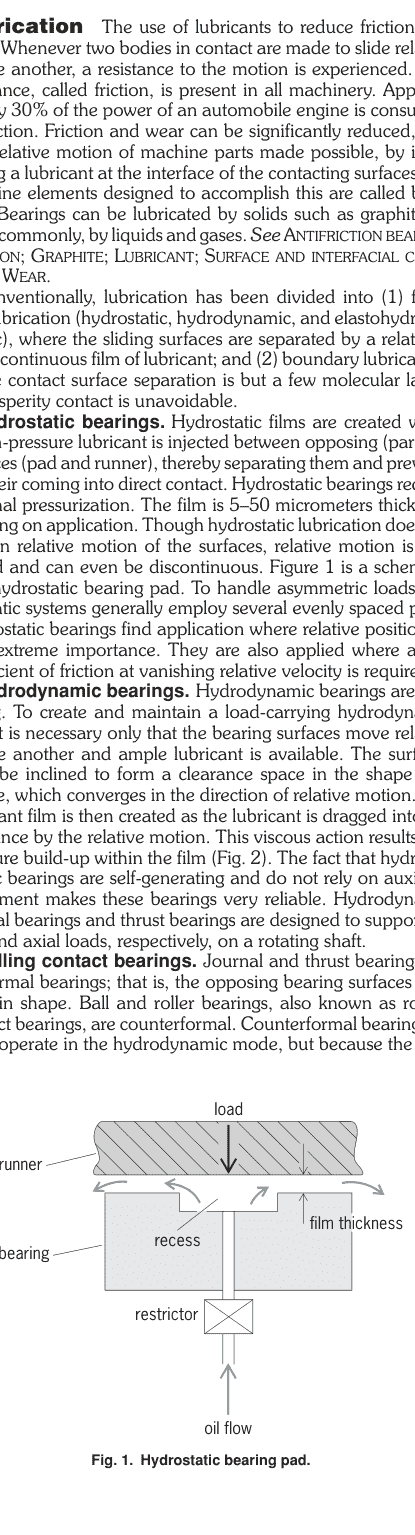 rication The use of lubricants to reduce friction
Whenever two bodies in contact are made to slide rel
e another, a resistance to the motion is experienced.
ance, called friction, is present in all machinery. App
y 30% of the power of an automobile engine is consu
ction. Friction and wear can be significantly reduced,
relative motion of machine parts made possible, by i
g a lubricant at the interface of the contacting surfaces
ine elements designed to accomplish this are called b
Bearings can be lubricated by solids such as graphit
commonly, by liquids and gases. See ANTIFRICTION BEAR
ON; GRAPHITE; LUBRICANT; SURFACE AND INTERFACIAL C
WEAR.
nventionally, lubrication has been divided into (1) f
ubrication (hydrostatic, hydrodynamic, and elastohydr
c), where the sliding surfaces are separated by a relat
continuous film of lubricant; and (2) boundary lubrica
e contact surface separation is but a few molecular la
sperity contact is unavoidable.
drostatic bearings. Hydrostatic films are created w
h-pressure lubricant is injected between opposing (par
ces (pad and runner), thereby separating them and prev
eir coming into direct contact. Hydrostatic bearings rec
nal pressurization. The film is 5–50 micrometers thick
ng on application. Though hydrostatic lubrication doe
n relative motion of the surfaces, relative motion is
d and can even be discontinuous. Figure 1 is a schem
hydrostatic bearing pad. To handle asymmetric loads
atic systems generally employ several evenly spaced p
ostatic bearings find application where relative positio
extreme importance. They are also applied where a
cient of friction at vanishing relative velocity is require
drodynamic bearings. Hydrodynamic bearings are
g. To create and maintain a load-carrying hydrodyna
t is necessary only that the bearing surfaces move rel
e another and ample lubricant is available. The surf
be inclined to form a clearance space in the shape
e, which converges in the direction of relative motion.
ant film is then created as the lubricant is dragged into
ance by the relative motion. This viscous action results
ure build-up within the film (Fig. 2). The fact that hydr
c bearings are self-generating and do not rely on auxi
ment makes these bearings very reliable. Hydrodyna
al bearings and thrust bearings are designed to suppor
nd axial loads, respectively, on a rotating shaft.
lling contact bearings. Journal and thrust bearing
rmal bearings; that is, the opposing bearing surfaces
in shape. Ball and roller bearings, also known as ro
ct bearings, are counterformal. Counterformal bearing
operate in the hydrodynamic mode, but because the
load
runner
film thickness
recess
bearing
restrictor
oil flow
Fig. 1. Hydrostatic bearing pad.